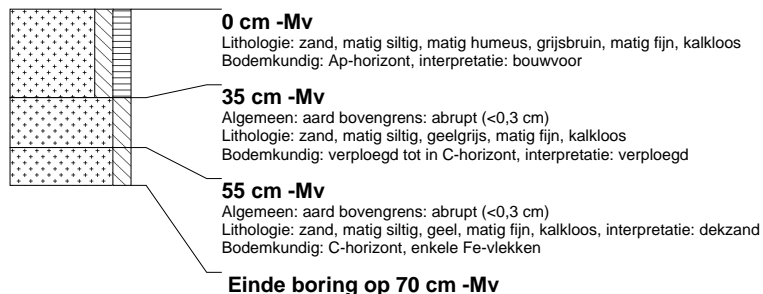 0 cm -Mv
Lithologie: zand, matig siltig, matig humeus, grijsbruin, matig fijn, kalkloos
Bodemkundig: Ap-horizont, interpretatie: bouwvoor
35 cm -Mv
Algemeen: aard bovengrens: abrupt (<0,3 cm)
Lithologie: zand, matig siltig, geelgrijs, matig fijn, kalkloos
Bodemkundig: verploegd tot in C-horizont, interpretatie: verploegd
55 cm -Mv
Algemeen: aard bovengrens: abrupt (<0,3 cm)
Lithologie: zand, matig siltig, geel, matig fijn, kalkloos, interpretatie: dekzand
Bodemkundig: C-horizont, enkele Fe-vlekken
Einde boring op 70 cm -Mv